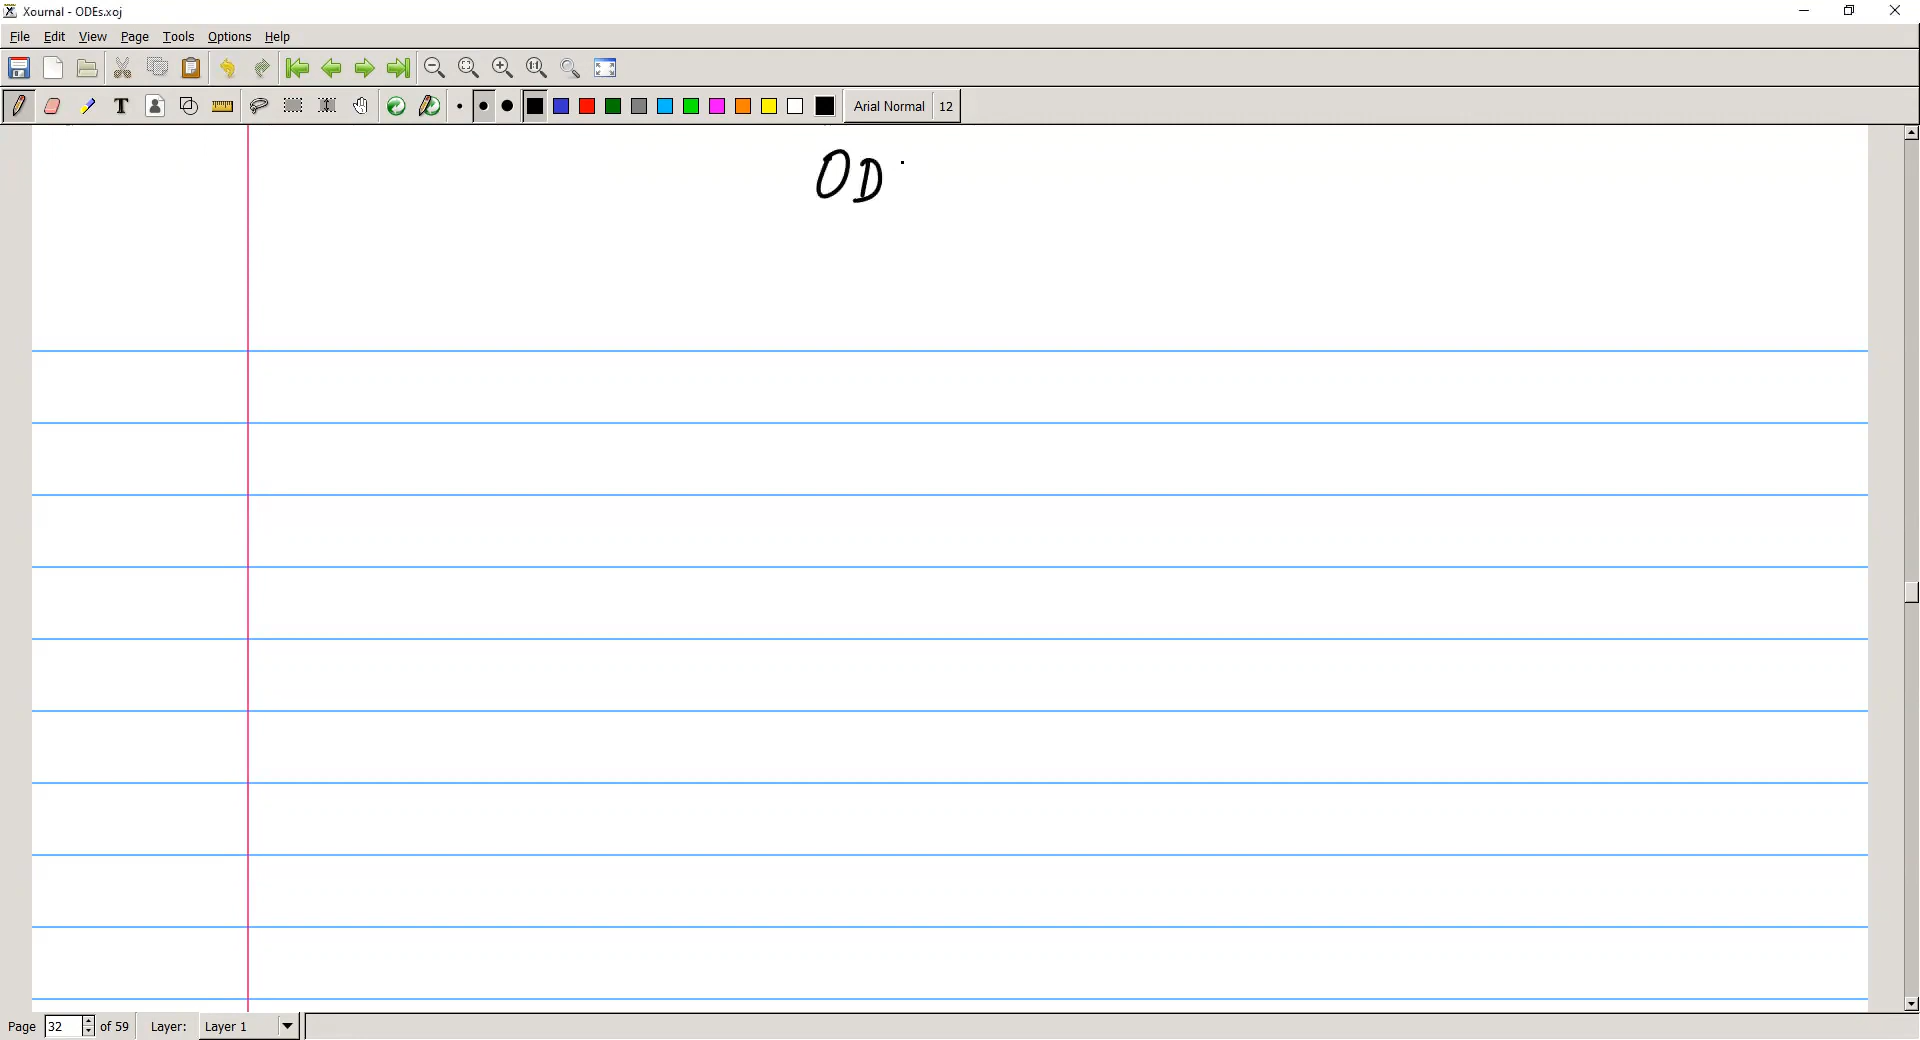 Xournal - ODEs.xoj
File Edit View Page Tools Options Help
T Arial Normal 12
OD
Page 32 of 59 Layer: Layer 1